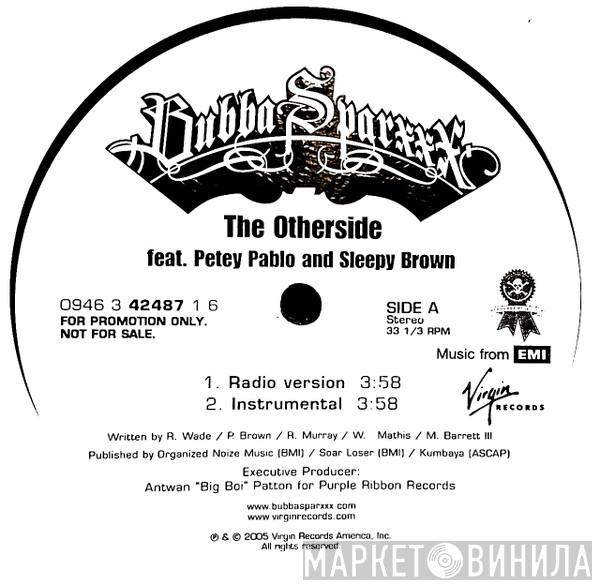 Bubba Sparxxx
The Otherside
feat. Petey Pablo and Sleepy Brown
0946 3 42487 1 6
FOR PROMOTION ONLY.
NOT FOR SALE.
SIDE A
Stereo
33 1/3 RPM
Music from EMI
1. Radio version 3:58
2. Instrumental 3:58
Virgin
RECORDS
Written by R. Wade / P. Brown / R. Murray / W. Mathis / M. Barrett III
Published by Organized Noize Music (BMI) / Soar Loser (BMI) / Kumbaya (ASCAP)
Executive Producer:
Antwan "Big Boi" Patton for Purple Ribbon Records
www.bubbasparxxx.com
www.virginrecords.com
℗ & © 2005 Virgin Records America, Inc.
All rights reserved
МАРКЕТ ВИНИЛА